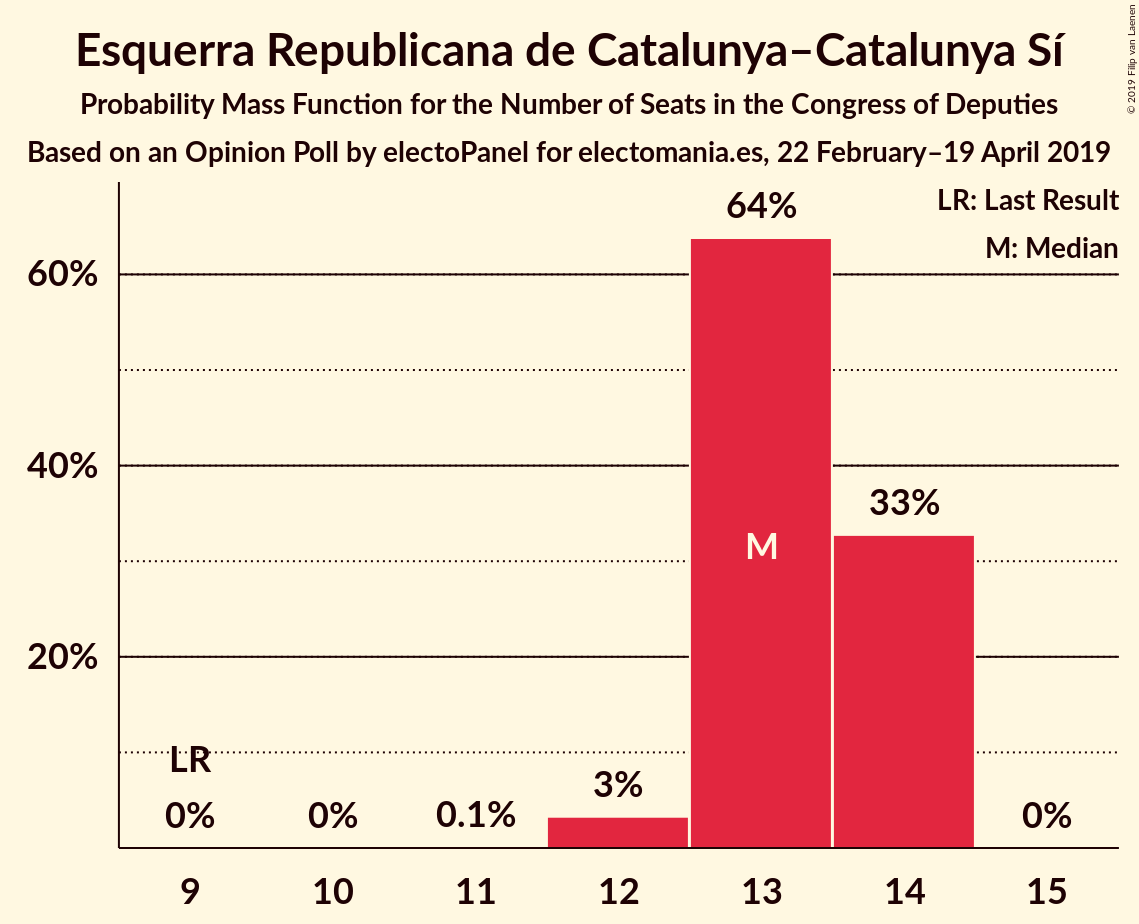 Esquerra Republicana de Catalunya–Catalunya Sí
Probability Mass Function for the Number of Seats in the Congress of Deputies
Based on an Opinion Poll by electoPanel for electomania.es, 22 February–19 April 2019
© 2019 Filip van Laenen
LR: Last Result
M: Median
64%
60%
40%
33%
M
20%
LR
3%
0% 0% 0.1% 0%
9 10 11 12 13 14 15